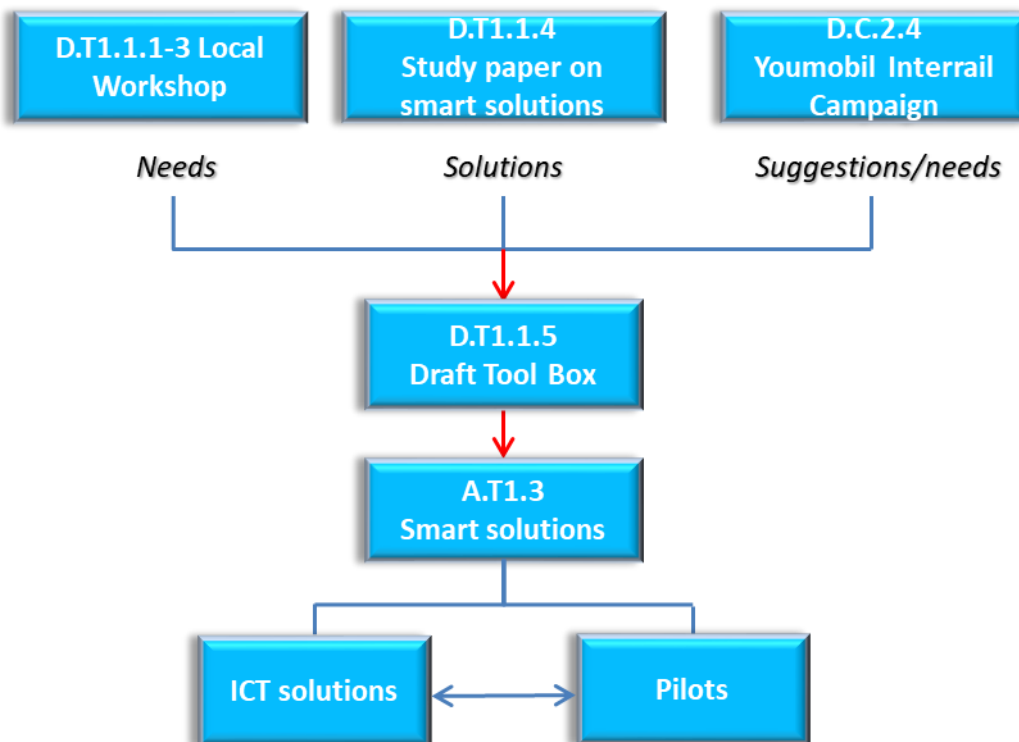 D.T1.1.1-3 Local
Workshop
D.T1.1.4
Study paper on
smart solutions
D.C.2.4
Youmobil Interrail
Campaign
Needs
Solutions
Suggestions/needs
D.T1.1.5
Draft Tool Box
A.T1.3
Smart solutions
ICT solutions
Pilots